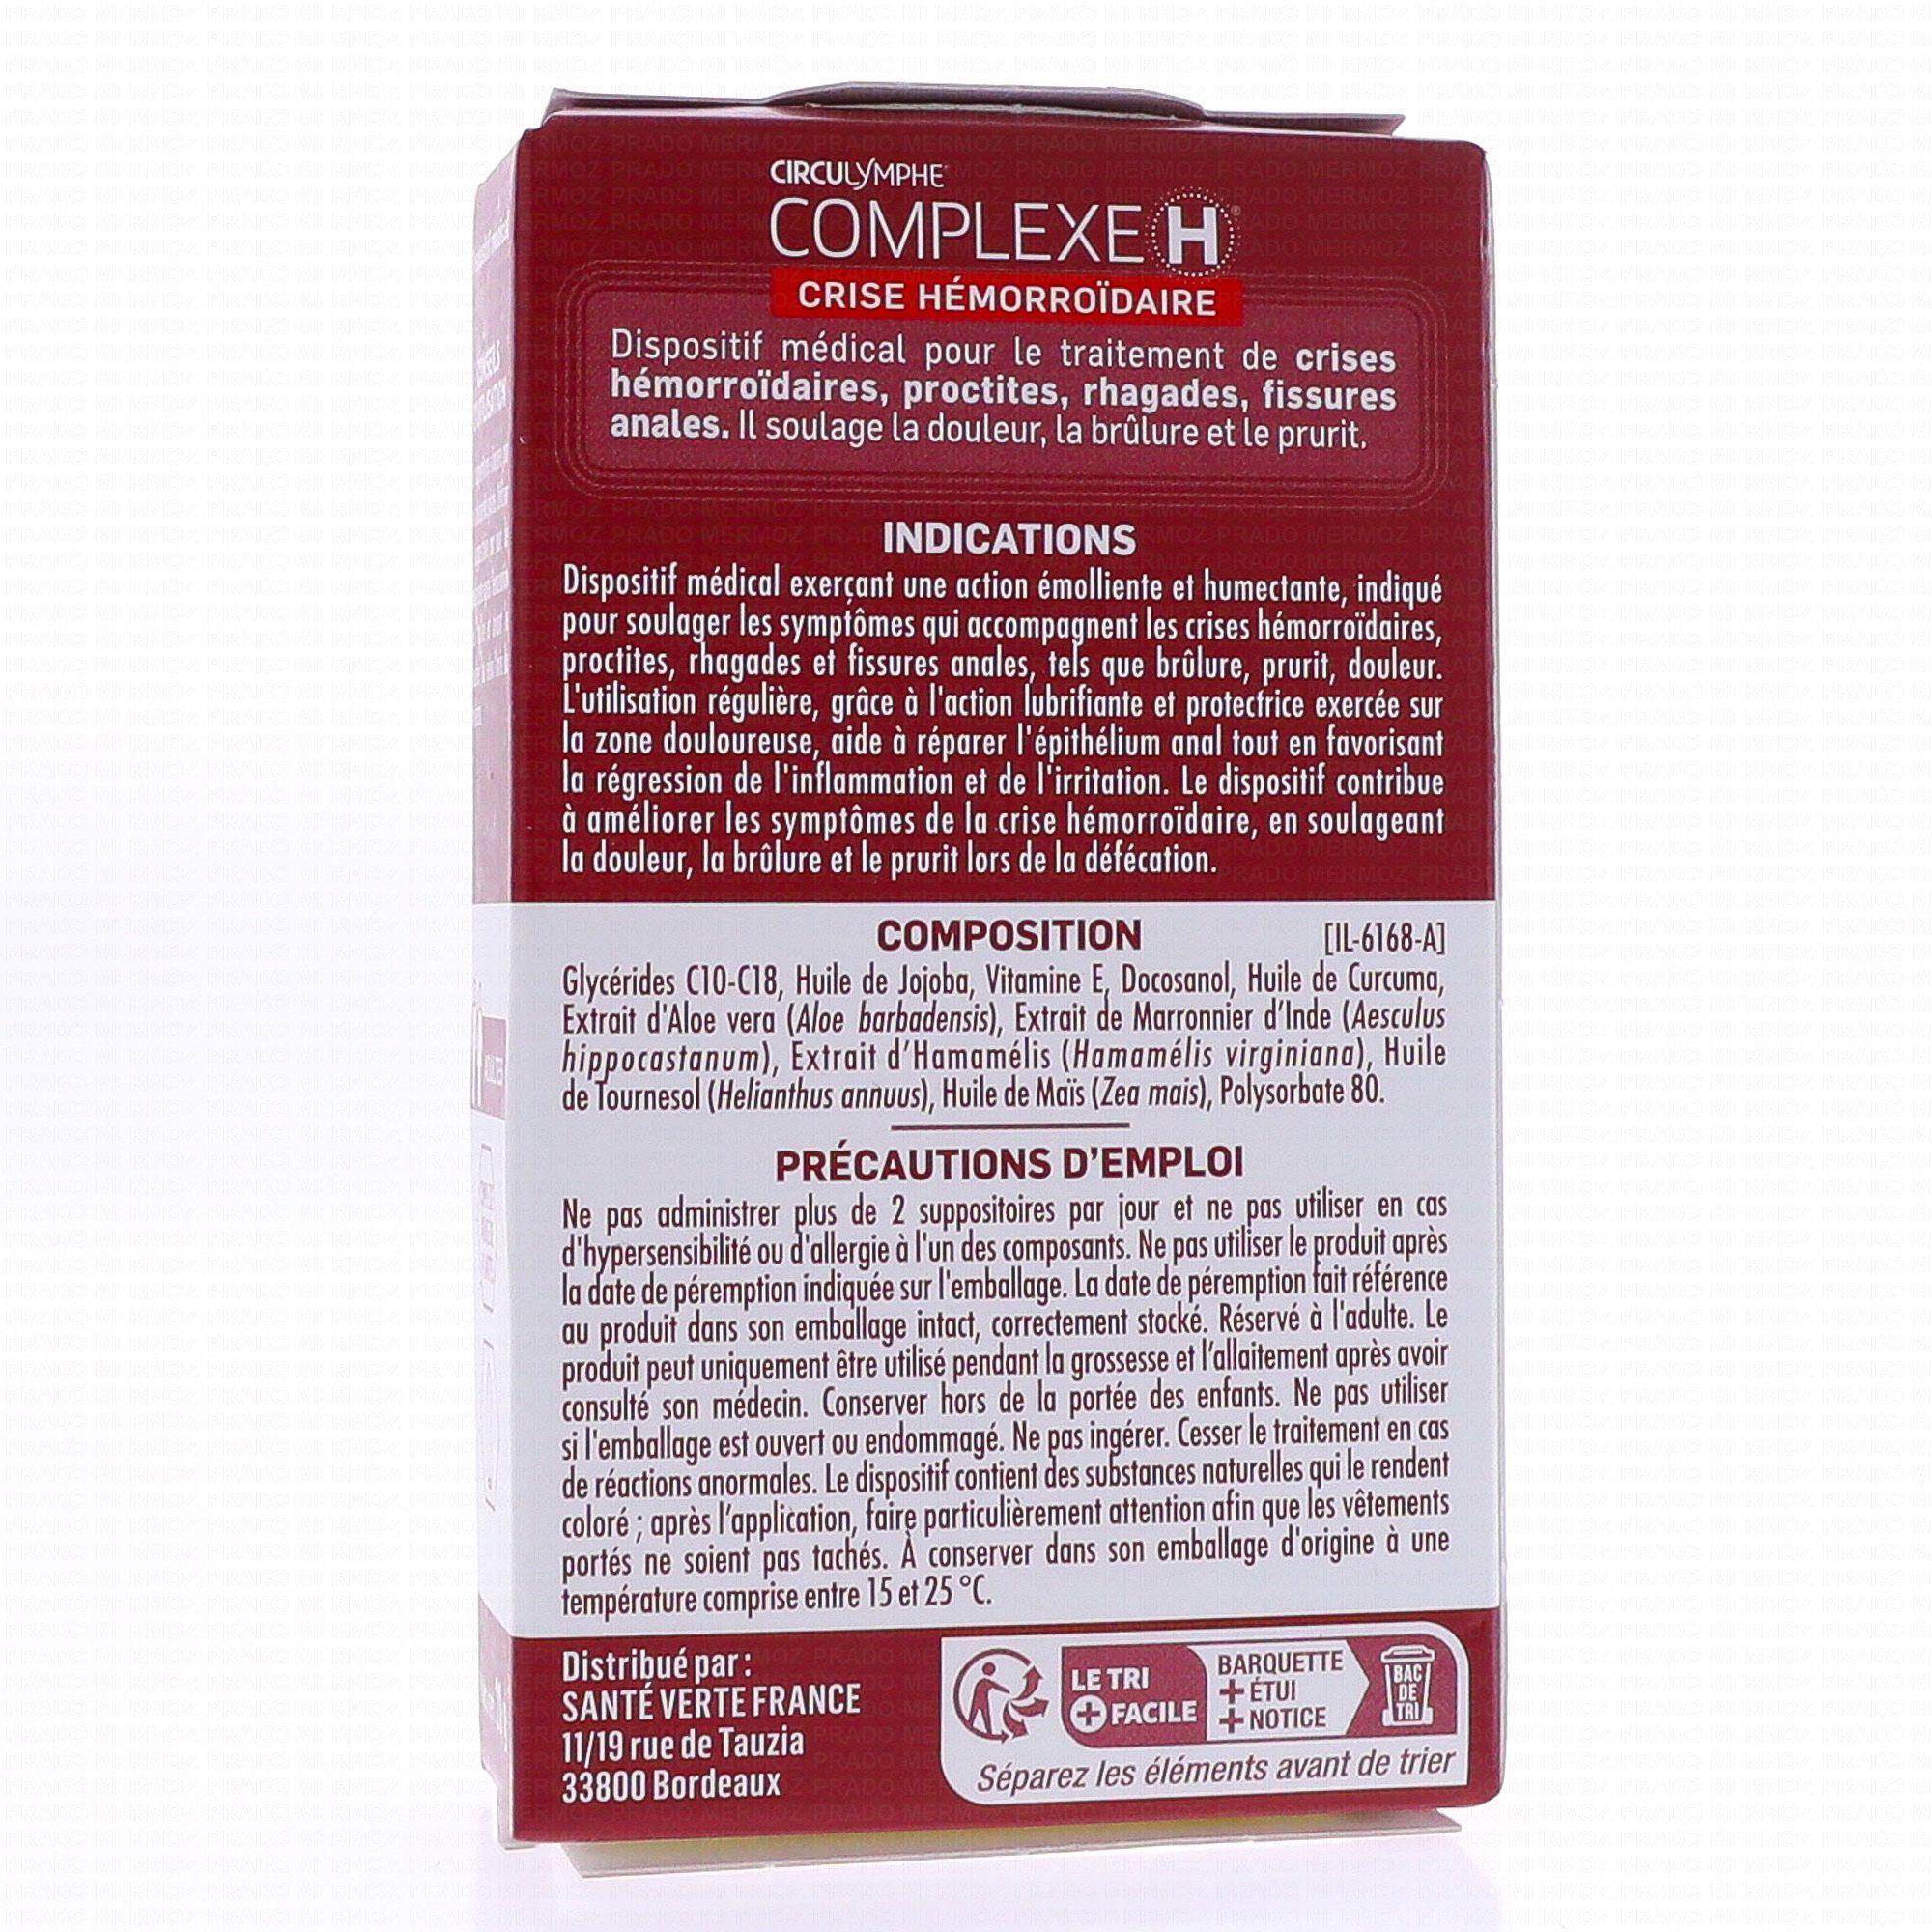 CIRCULYMPHE
COMPLEXE H®
CRISE HÉMORROÏDAIRE
Dispositif médical pour le traitement de crises
hémorroïdaires, proctites, rhagades, fissures
anales. Il soulage la douleur, la brûlure et le prurit.
INDICATIONS
Dispositif médical exerçant une action émolliente et humectante, indiqué
pour soulager les symptômes qui accompagnent les crises hémorroïdaires,
proctites, rhagades et fissures anales, tels que brûlure, prurit, douleur.
L'utilisation régulière, grâce à l'action lubrifiante et protectrice exercée sur
la zone douloureuse, aide à réparer l'épithélium anal tout en favorisant
la régression de l'inflammation et de l'irritation. Le dispositif contribue
à améliorer les symptômes de la crise hémorroïdaire, en soulageant
la douleur, la brûlure et le prurit lors de la défécation.
COMPOSITION [IL-6168-A]
Glycérides C10-C18, Huile de Jojoba, Vitamine E, Docosanol, Huile de Curcuma,
Extrait d'Aloe vera (Aloe barbadensis), Extrait de Marronnier d'Inde (Aesculus
hippocastanum), Extrait d'Hamamélis (Hamamélis virginiana), Huile
de Tournesol (Helianthus annuus), Huile de Maïs (Zea mais), Polysorbate 80.
PRÉCAUTIONS D'EMPLOI
Ne pas administrer plus de 2 suppositoires par jour et ne pas utiliser en cas
d'hypersensibilité ou d'allergie à l'un des composants. Ne pas utiliser le produit après
la date de péremption indiquée sur l'emballage. La date de péremption fait référence
au produit dans son emballage intact, correctement stocké. Réservé à l'adulte. Le
produit peut uniquement être utilisé pendant la grossesse et l'allaitement après avoir
consulté son médecin. Conserver hors de la portée des enfants. Ne pas utiliser
si l'emballage est ouvert ou endommagé. Ne pas ingérer. Cesser le traitement en cas
de réactions anormales. Le dispositif contient des substances naturelles qui le rendent
coloré ; après l'application, faire particulièrement attention afin que les vêtements
portés ne soient pas tachés. À conserver dans son emballage d'origine à une
température comprise entre 15 et 25 °C.
Distribué par :
SANTÉ VERTE FRANCE
11/19 rue de Tauzia
33800 Bordeaux
LE TRI
+ FACILE
BARQUETTE
+ ÉTUI
+ NOTICE
BAC
DE
TRI
Séparez les éléments avant de trier